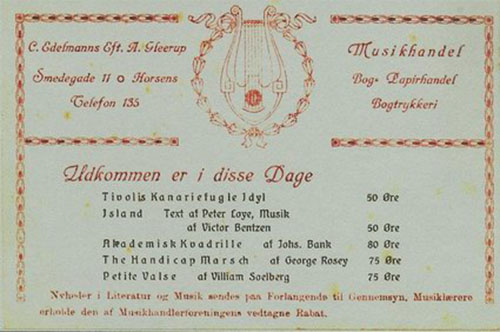 C. Edelmanns Eft. A. Gleerup
Smedegade 11 o Horsens
Telefon 135
Musikhandel
Bog- Papirhandel
Bogtrykkeri
Udkommen er i disse Dage
Tivolis Kanariefugle Idyl 50 Øre
Island Text af Peter Løye, Musik
af Victor Bentzen 50 Øre
Akademisk Kvadrille af Johs. Bank 80 Øre
The Handicap Marsch af George Rosey 75 Øre
Petite Valse af William Soelberg 75 Øre
Nyheder i Literatur og Musik sendes paa Forlangende til Gennemsyn, Musiklærere
erholde den af Musikhandlerforeningens vedtagne Rabat.